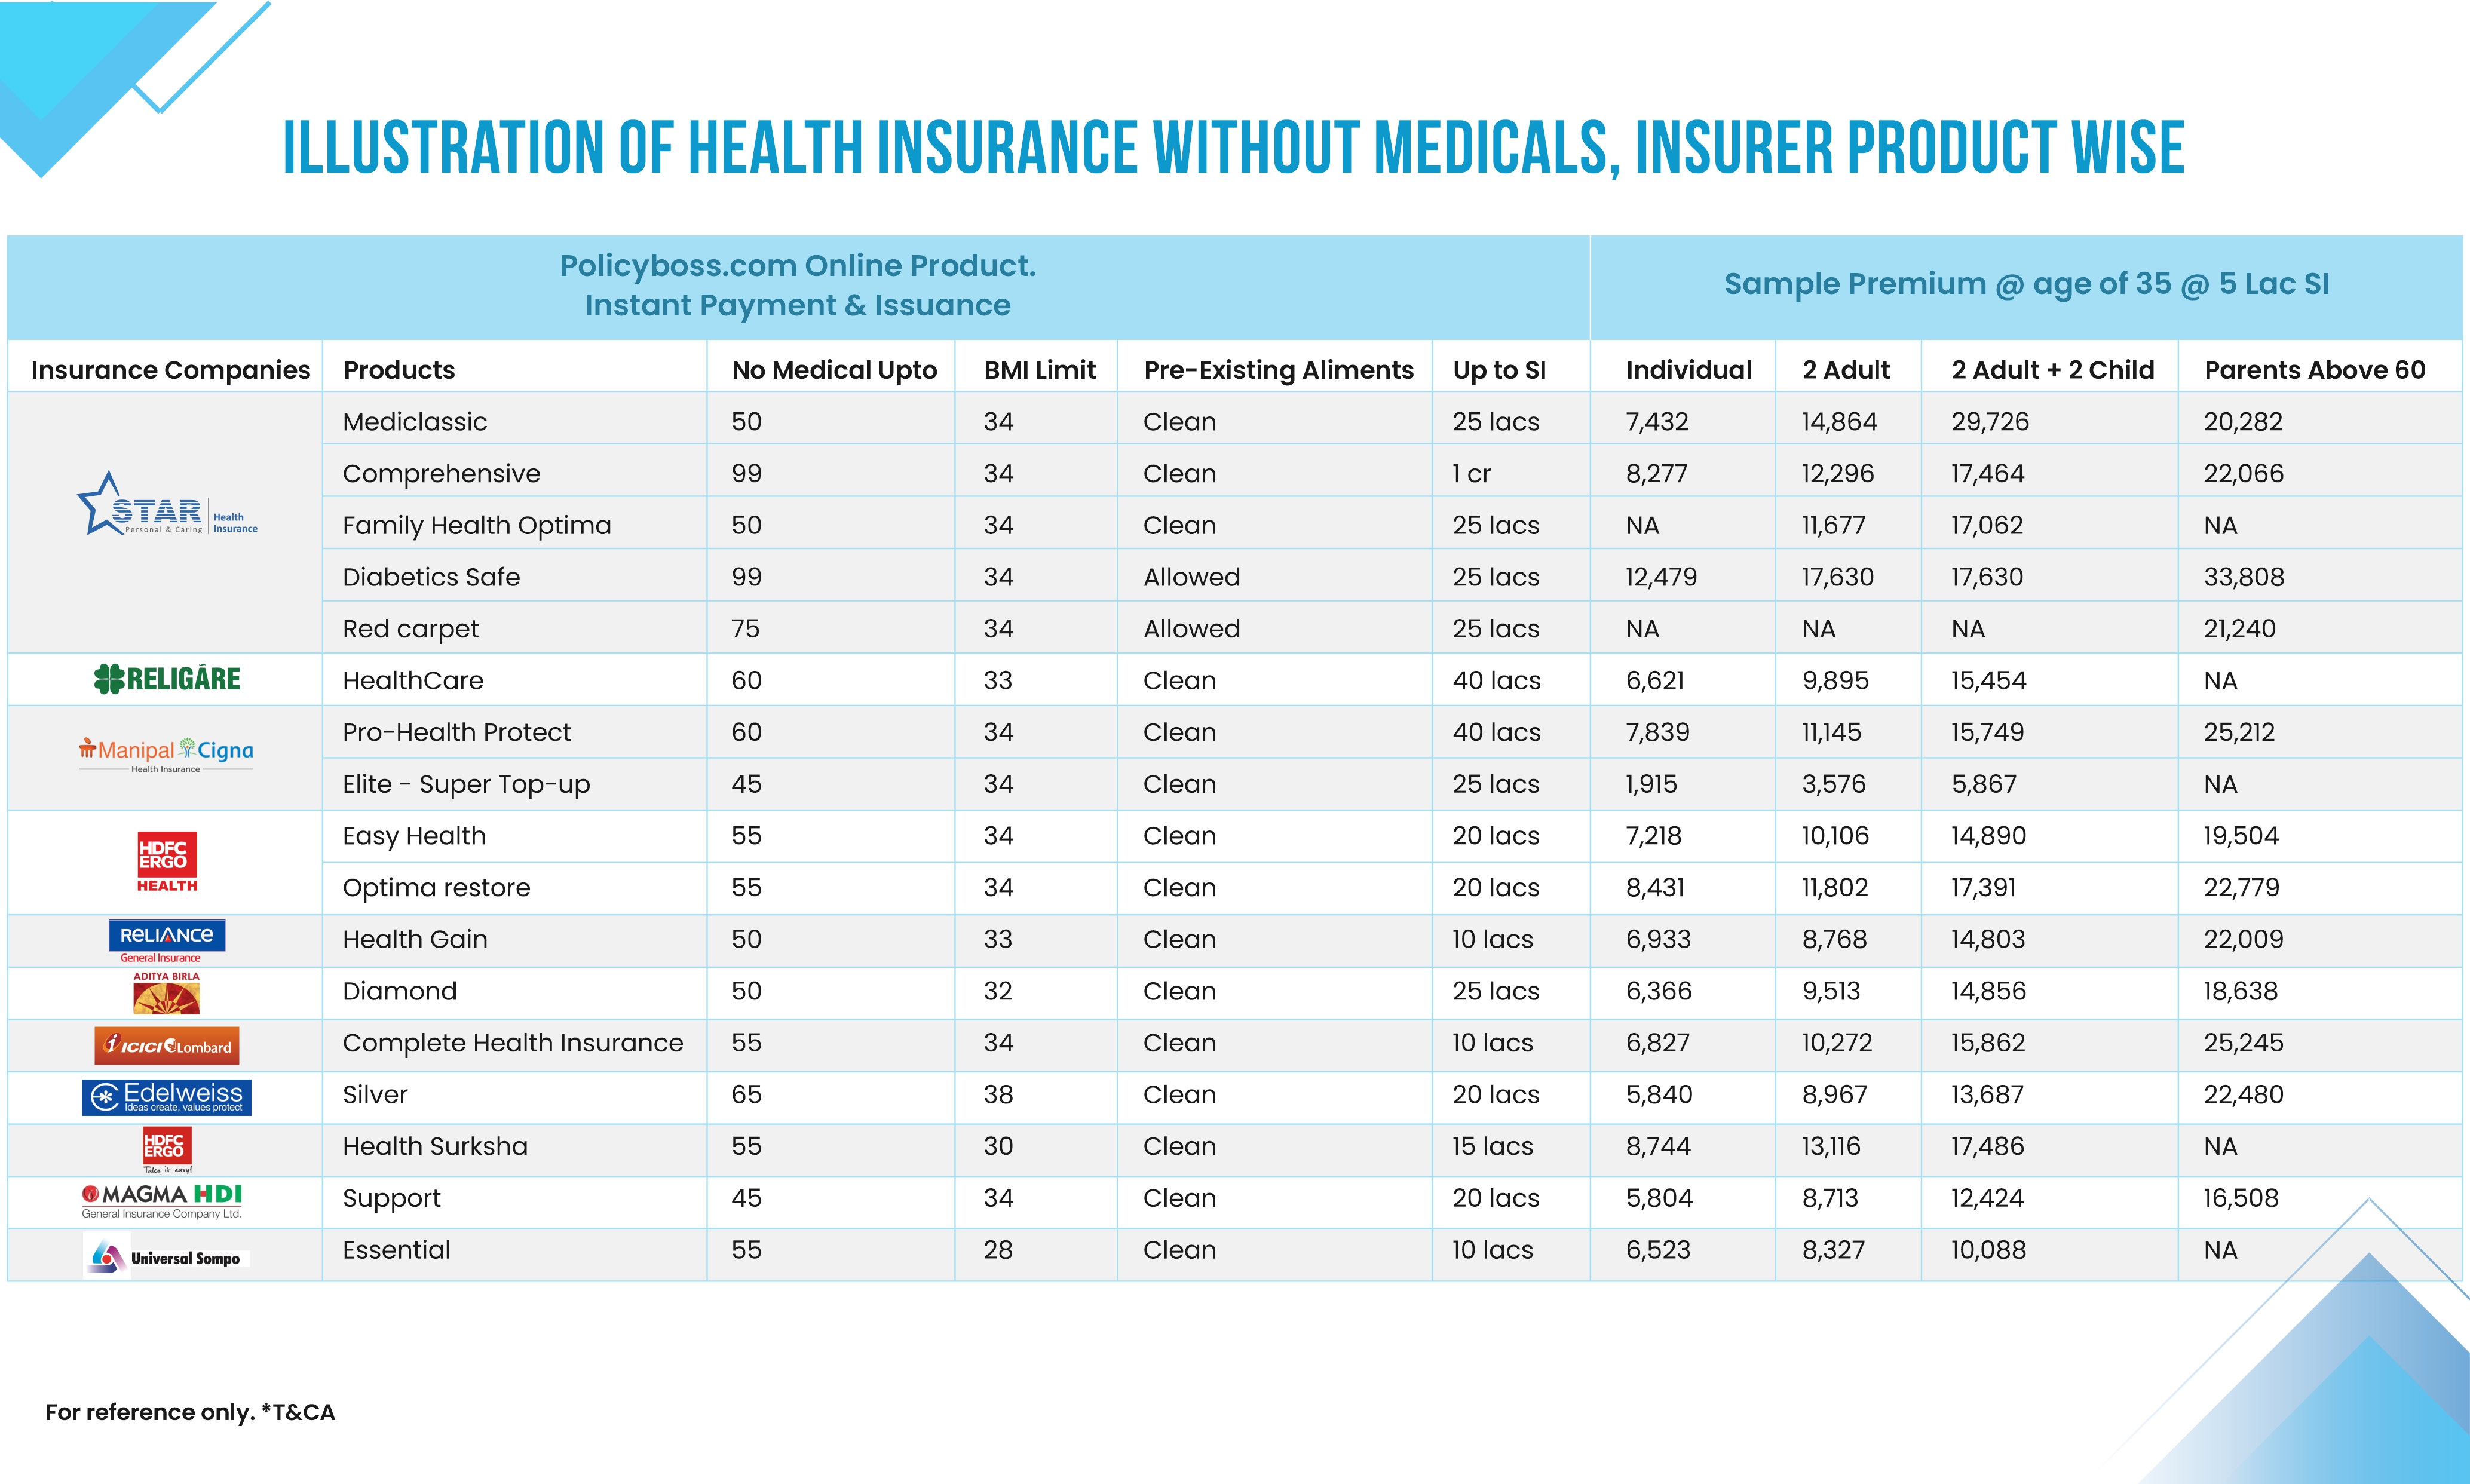 ILLUSTRATION OF HEALTH INSURANCE WITHOUT MEDICALS, INSURER PRODUCT WISE
Policyboss.com Online Product.
Instant Payment & Issuance
Sample Premium @ age of 35 @ 5 Lac SI
Insurance Companies Products No Medical Upto BMI Limit Pre-Existing Aliments Up to SI Individual 2 Adult 2 Adult + 2 Child Parents Above 60
STAR Health Insurance
Personal & Caring
Mediclassic 50 34 Clean 25 lacs 7,432 14,864 29,726 20,282
Comprehensive 99 34 Clean 1 cr 8,277 12,296 17,464 22,066
Family Health Optima 50 34 Clean 25 lacs NA 11,677 17,062 NA
Diabetics Safe 99 34 Allowed 25 lacs 12,479 17,630 17,630 33,808
Red carpet 75 34 Allowed 25 lacs NA NA NA 21,240
RELIGÁRE HealthCare 60 33 Clean 40 lacs 6,621 9,895 15,454 NA
Manipal Cigna
Health Insurance
Pro-Health Protect 60 34 Clean 40 lacs 7,839 11,145 15,749 25,212
Elite - Super Top-up 45 34 Clean 25 lacs 1,915 3,576 5,867 NA
HDFC
ERGO
HEALTH
Easy Health 55 34 Clean 20 lacs 7,218 10,106 14,890 19,504
Optima restore 55 34 Clean 20 lacs 8,431 11,802 17,391 22,779
RELIANCE
General Insurance
Health Gain 50 33 Clean 10 lacs 6,933 8,768 14,803 22,009
ADITYA BIRLA
Diamond 50 32 Clean 25 lacs 6,366 9,513 14,856 18,638
ICICI Lombard Complete Health Insurance 55 34 Clean 10 lacs 6,827 10,272 15,862 25,245
Edelweiss
Ideas create, values protect
Silver 65 38 Clean 20 lacs 5,840 8,967 13,687 22,480
HDFC
ERGO
Take it easy!
Health Surksha 55 30 Clean 15 lacs 8,744 13,116 17,486 NA
MAGMA HDI
General Insurance Company Ltd.
Support 45 34 Clean 20 lacs 5,804 8,713 12,424 16,508
Universal Sompo Essential 55 28 Clean 10 lacs 6,523 8,327 10,088 NA
For reference only. *T&CA